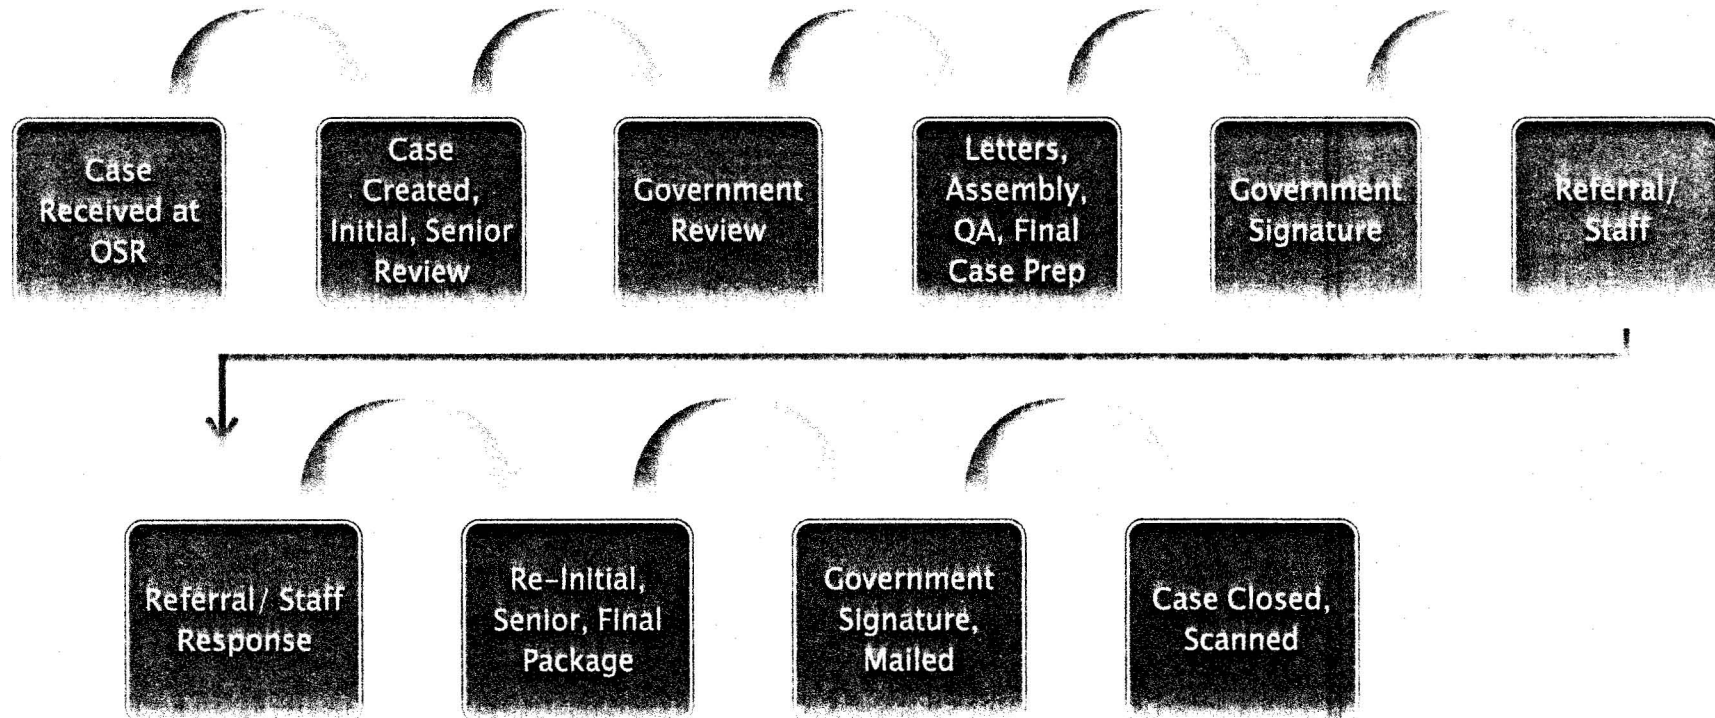 Case
Received at
OSR
Case
Created,
Initial, Senior
Review
Government
Review
Letters,
Assembly,
QA, Final
Case Prep
Government
Signature
Referral/
Staff
Referral/ Staff
Response
Re-Initial,
Senior, Final
Package
Government
Signature,
Mailed
Case Closed,
Scanned